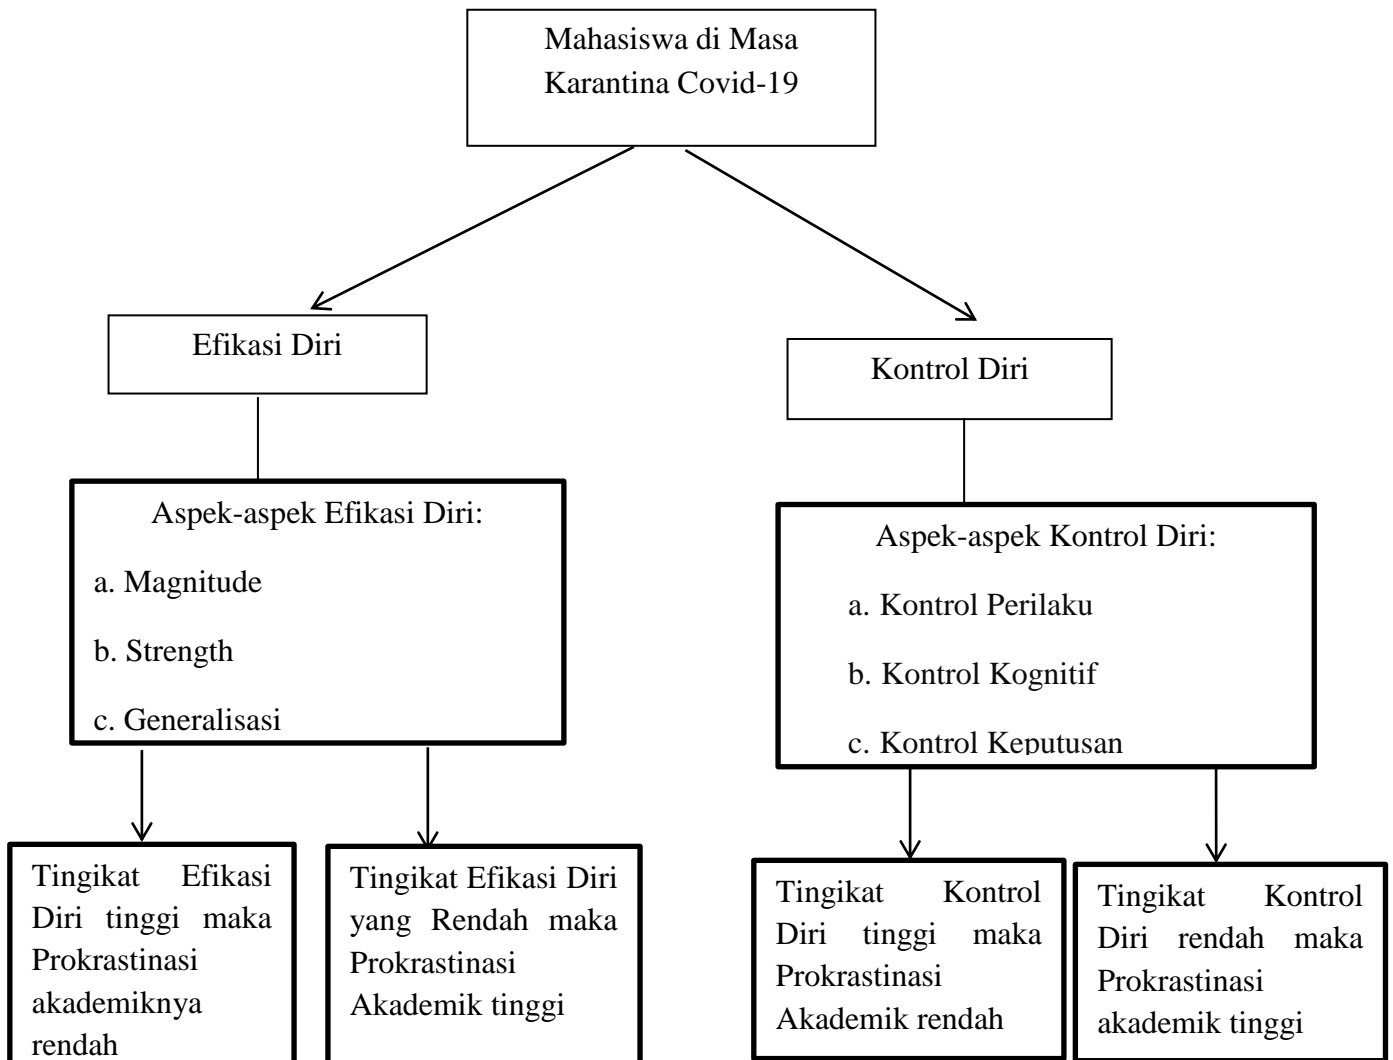 Mahasiswa di Masa
Karantina Covid-19
Efikasi Diri
Kontrol Diri
Aspek-aspek Efikasi Diri:
a. Magnitude
b. Strength
c. Generalisasi
Aspek-aspek Kontrol Diri:
a. Kontrol Perilaku
b. Kontrol Kognitif
c. Kontrol Keputusan
Tingikat Efikasi
Diri tinggi maka
Prokrastinasi
akademiknya
rendah
Tingikat Efikasi Diri
yang Rendah maka
Prokrastinasi
Akademik tinggi
Tingikat Kontrol
Diri tinggi maka
Prokrastinasi
Akademik rendah
Tingikat Kontrol
Diri rendah maka
Prokrastinasi
akademik tinggi